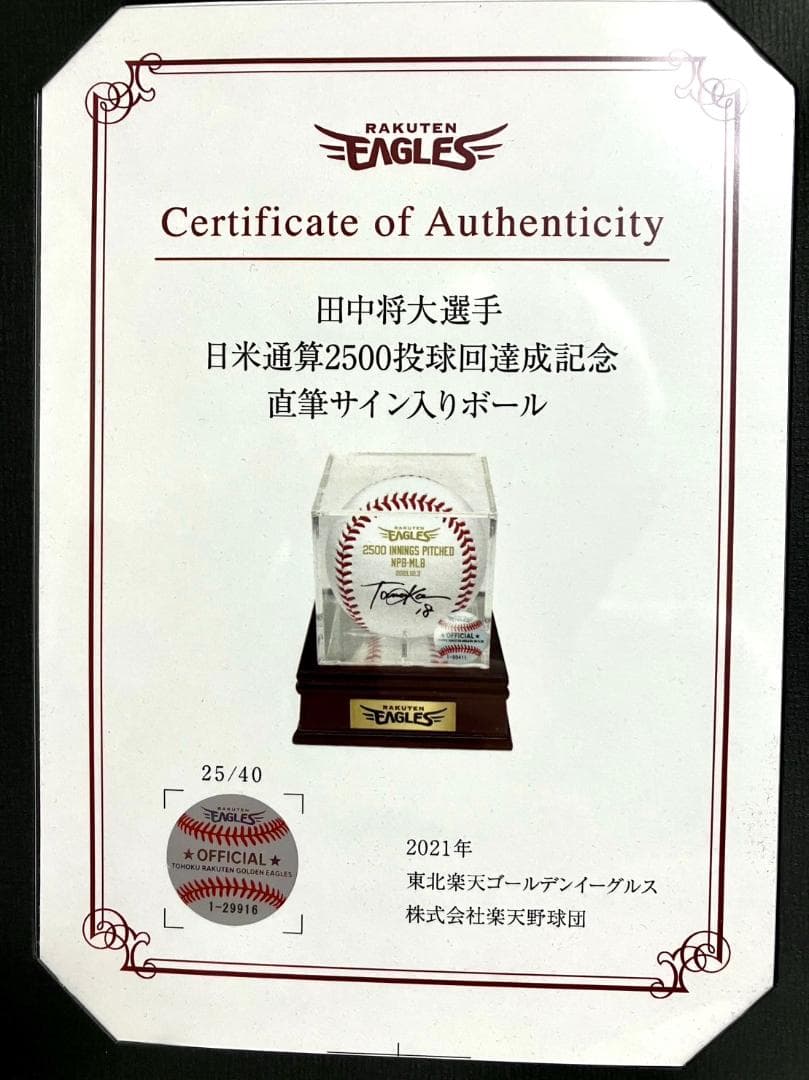 RAKUTEN
EAGLES
Certificate of Authenticity
田中将大選手
日米通算2500投球回達成記念
直筆サイン入りボール
RAKUTEN
EAGLES
2500 INNINGS PITCHED
NPB-MLB
18
OFFICIAL
RAKUTEN
EAGLES
25/40
RAKUTEN
EAGLES
★ OFFICIAL ★
TOHOKU RAKUTEN GOLDEN EAGLES
1-29916
2021年
東北楽天ゴールデンイーグルス
株式会社楽天野球団